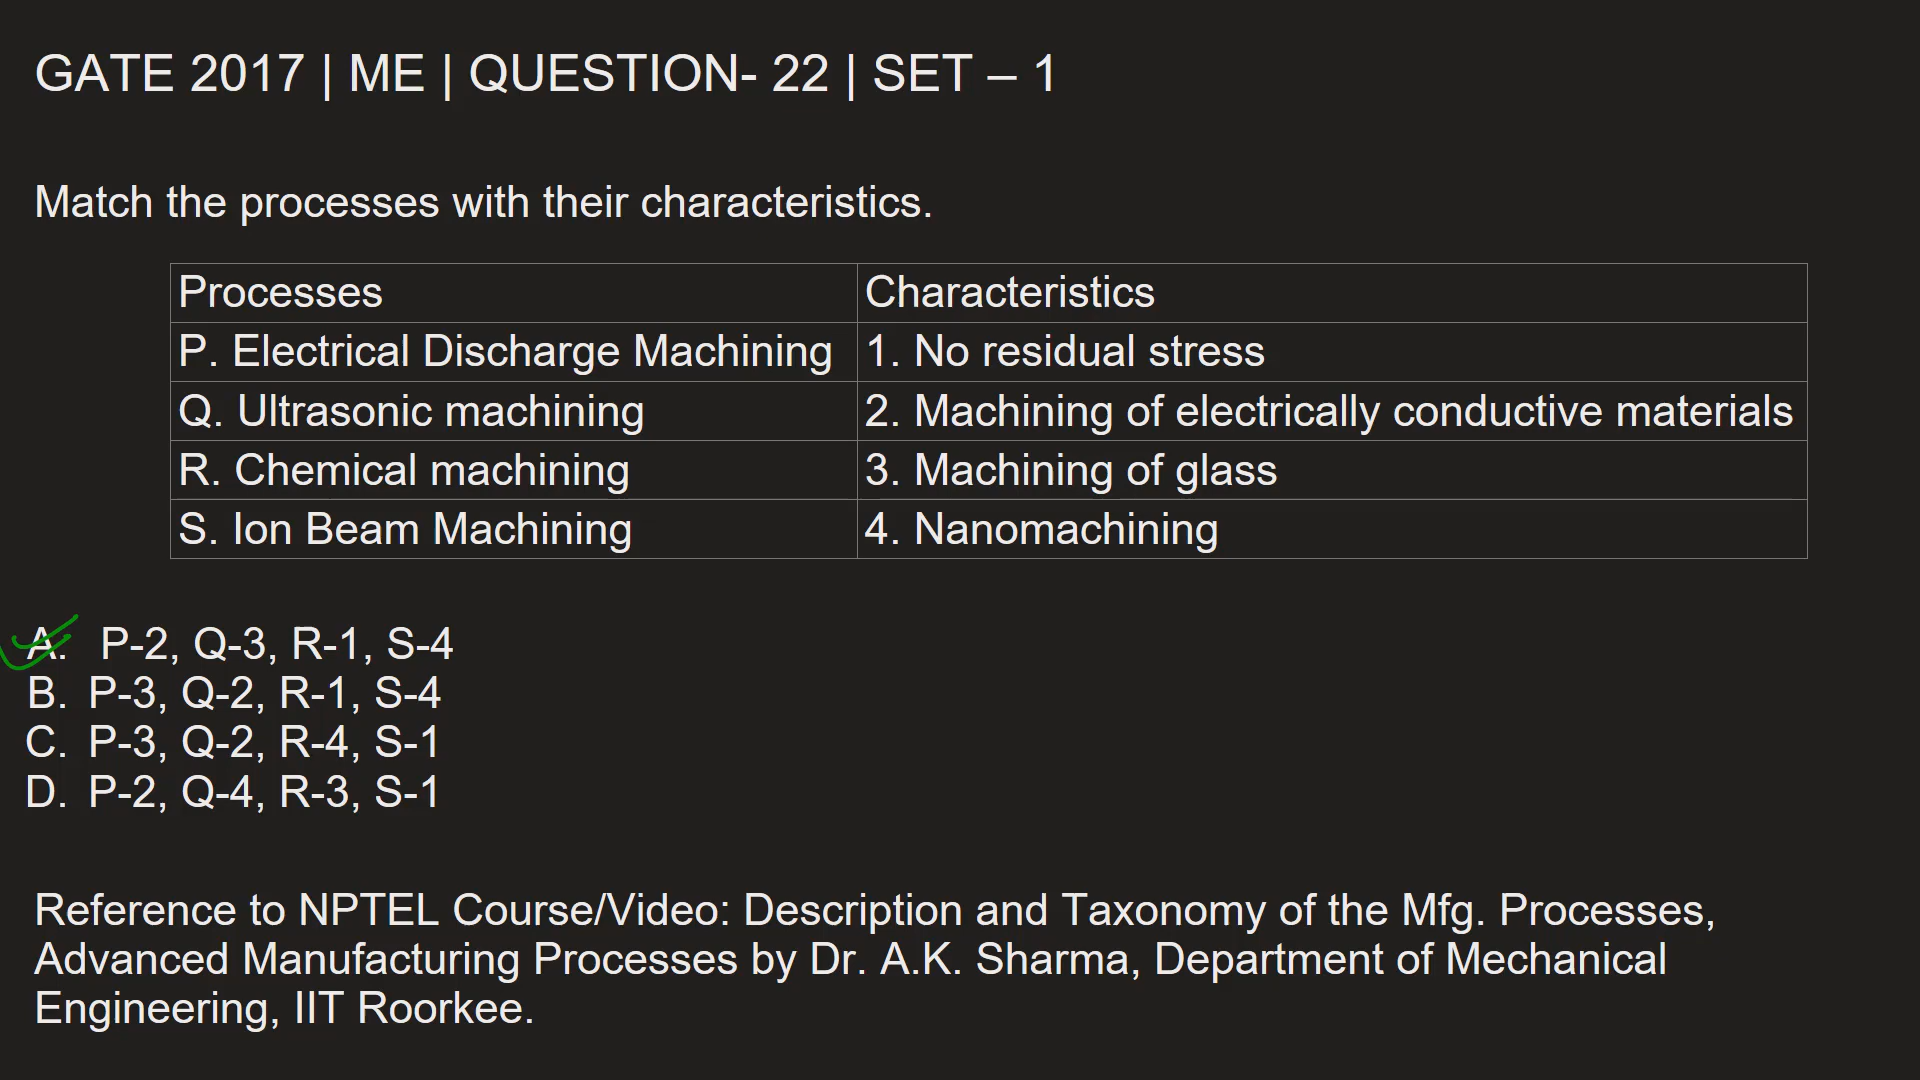 GATE 2017 | ME | QUESTION- 22 | SET – 1
Match the processes with their characteristics.
Processes Characteristics
P. Electrical Discharge Machining 1. No residual stress
Q. Ultrasonic machining 2. Machining of electrically conductive materials
R. Chemical machining 3. Machining of glass
S. Ion Beam Machining 4. Nanomachining
A. P-2, Q-3, R-1, S-4
B. P-3, Q-2, R-1, S-4
C. P-3, Q-2, R-4, S-1
D. P-2, Q-4, R-3, S-1
Reference to NPTEL Course/Video: Description and Taxonomy of the Mfg. Processes,
Advanced Manufacturing Processes by Dr. A.K. Sharma, Department of Mechanical
Engineering, IIT Roorkee.